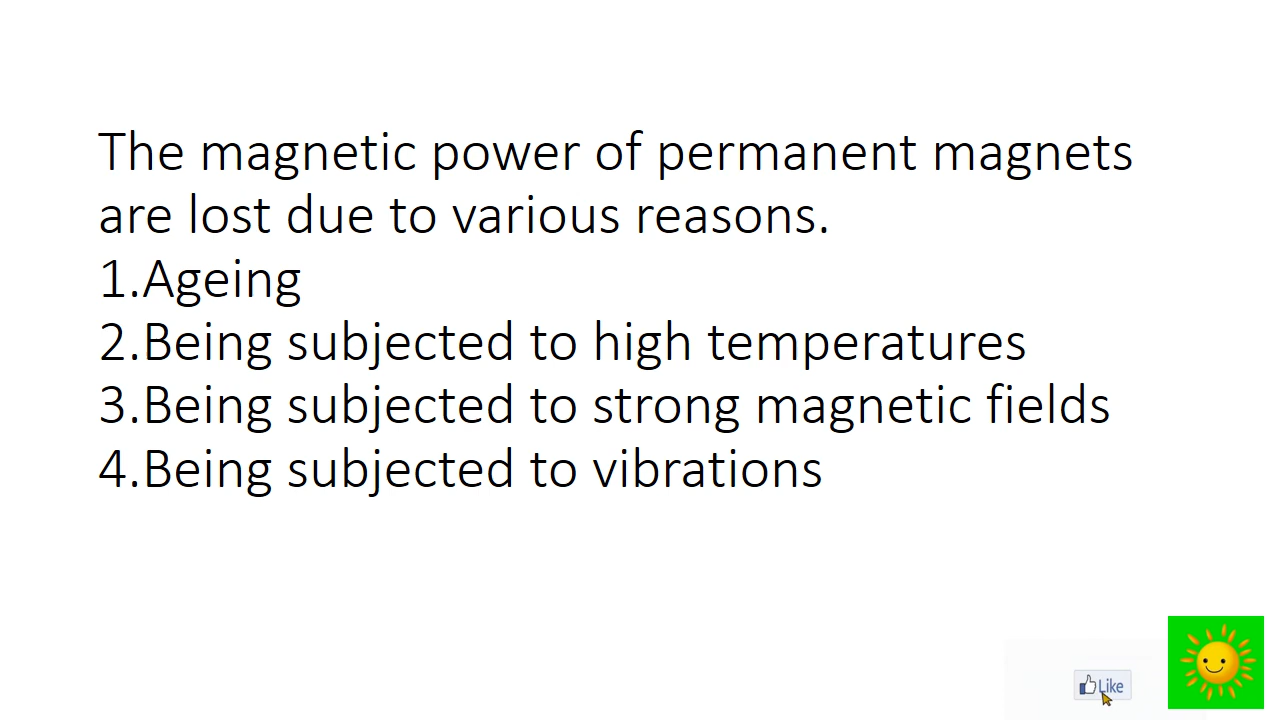 The magnetic power of permanent magnets
are lost due to various reasons.
1.Ageing
2.Being subjected to high temperatures
3.Being subjected to strong magnetic fields
4.Being subjected to vibrations
Like